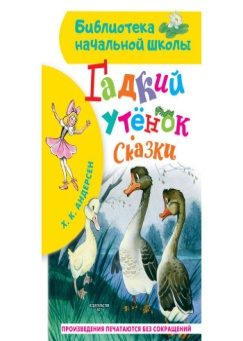 Библиотека
начальной школы
Гадкий
утёнок
Сказки
Х. К. АНДЕРСЕН
ПРОИЗВЕДЕНИЯ ПЕЧАТАЮТСЯ БЕЗ СОКРАЩЕНИЙ